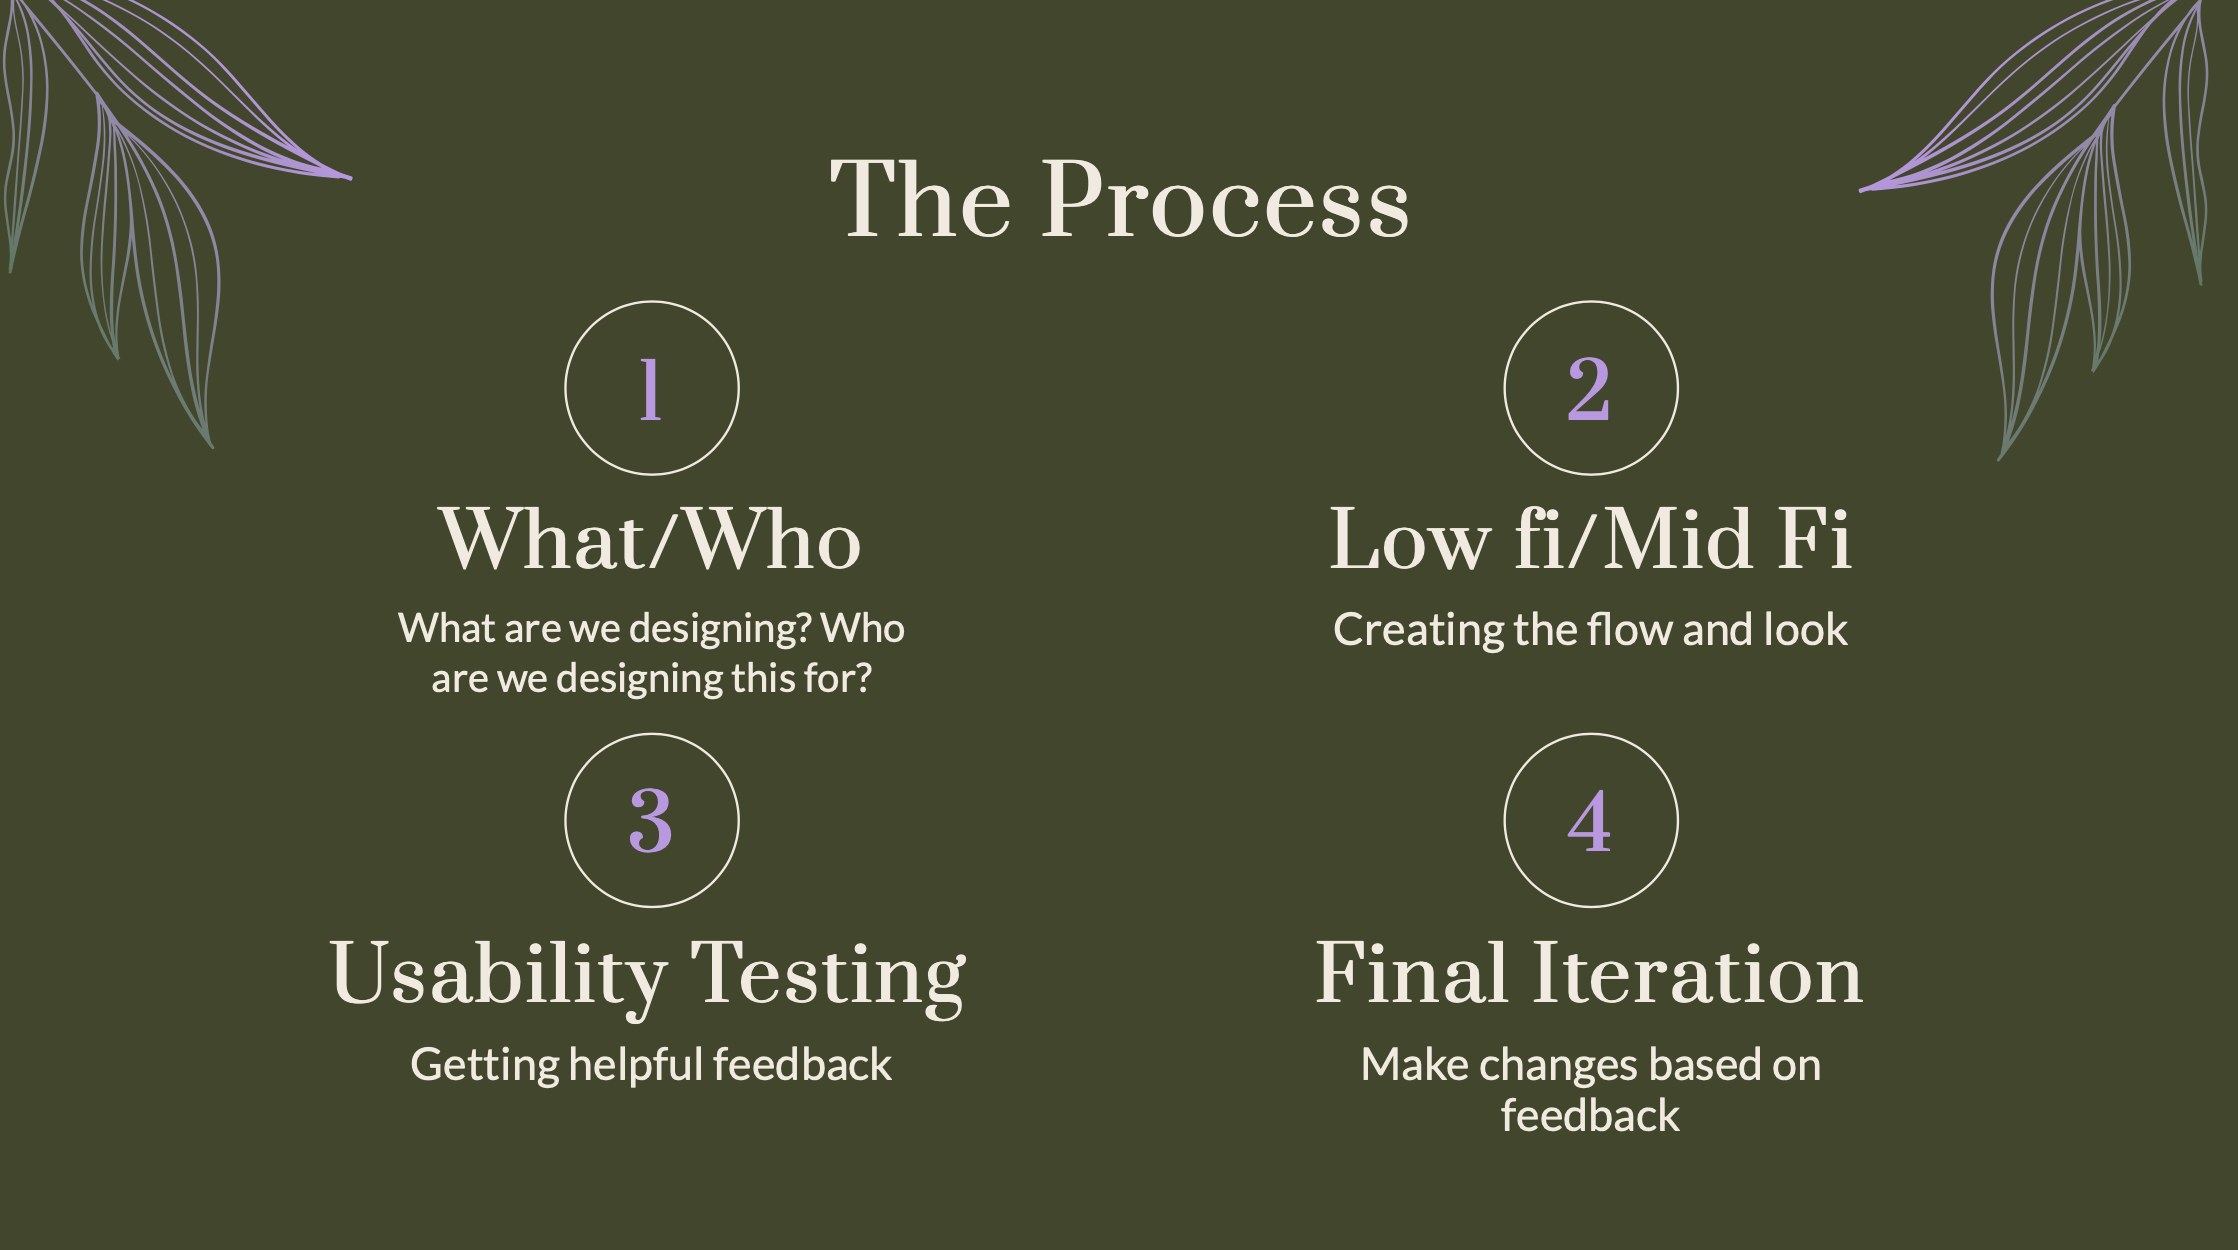 The Process
1
What/Who
What are we designing? Who
are we designing this for?
2
Low fi/Mid Fi
Creating the flow and look
3
Usability Testing
Getting helpful feedback
4
Final Iteration
Make changes based on
feedback